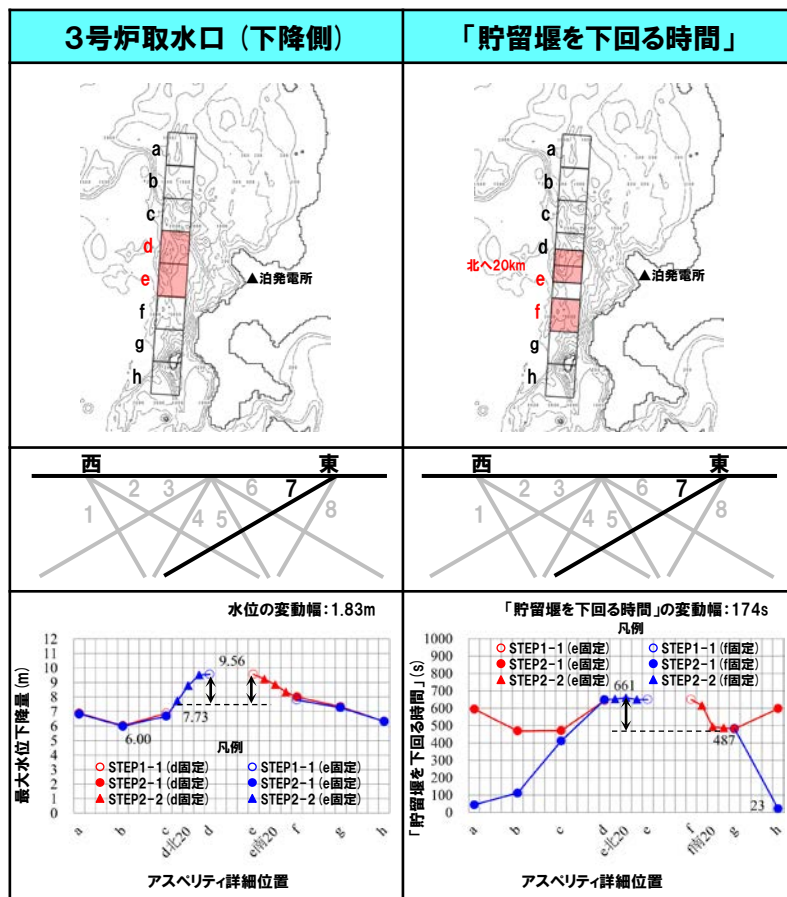 ３号炉取水口（下降側）
「貯留堰を下回る時間」
a
b
c
d
e
f
g
h
▲泊発電所
a
b
c
d
北へ20km
e
f
g
h
▲泊発電所
西
東
1
2
3
4
5
6
7
8
西
東
1
2
3
4
5
6
7
8
水位の変動幅：1.83m
最大水位下降量（m）
12
11
10
9
8
7
6
5
4
3
2
1
0
9.56
7.73
6.00
凡例
STEP1-1（d固定）
STEP2-1（d固定）
STEP2-2（d固定）
STEP1-1（e固定）
STEP2-1（e固定）
STEP2-2（e固定）
a
b
c
d-北20
d
e
e南20
f
g
h
アスペリティ詳細位置
「貯留堰を下回る時間」の変動幅：174s
凡例
STEP1-1（e固定）
STEP2-1（e固定）
STEP2-2（e固定）
STEP1-1（f固定）
STEP2-1（f固定）
STEP2-2（f固定）
「貯留堰を下回る時間」（s）
1000
900
800
700
600
500
400
300
200
100
0
661
487
23
a
b
c
d
e-北20
e
f
f南20
g
h
アスペリティ詳細位置